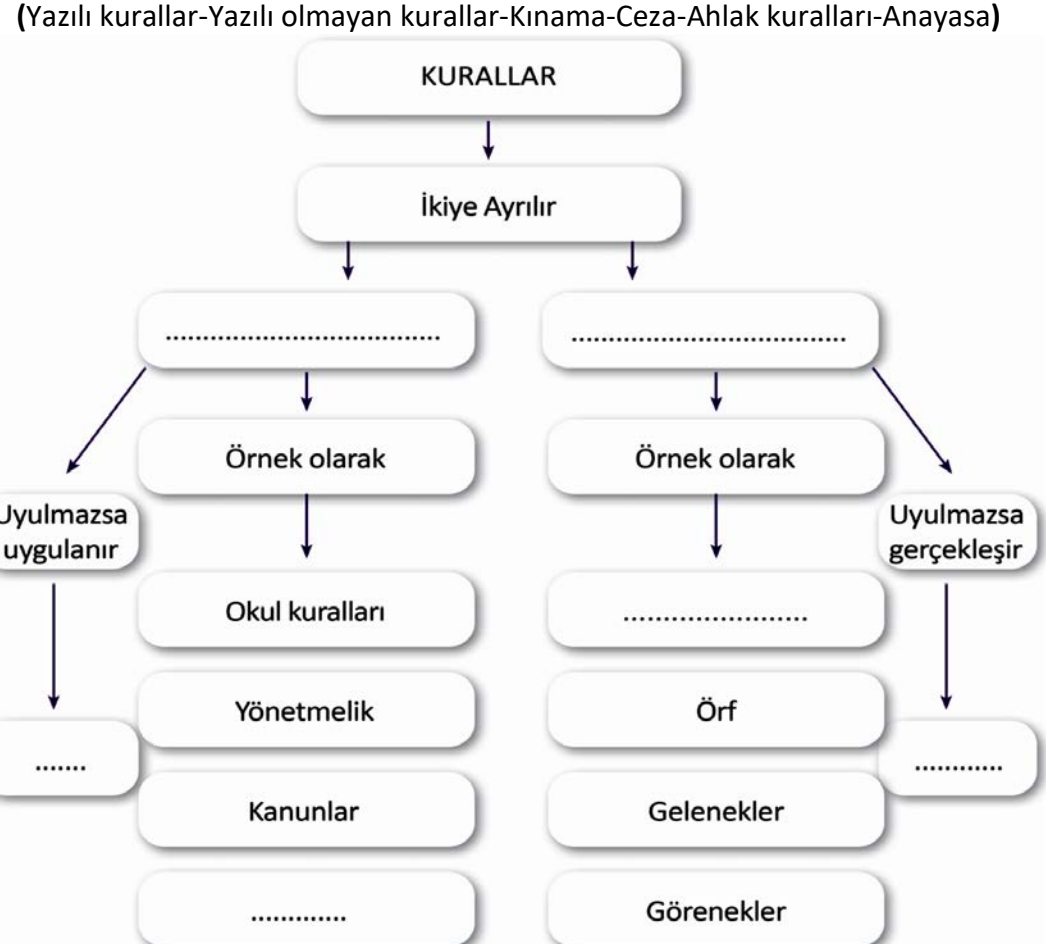 (Yazılı kurallar-Yazılı olmayan kurallar-Kınama-Ceza-Ahlak kuralları-Anayasa)
KURALLAR
İkiye Ayrılır
.....................................
.....................................
Örnek olarak
Örnek olarak
Uyulmazsa
uygulanır
Uyulmazsa
gerçekleşir
Okul kuralları
........................
Yönetmelik
Örf
.......
............
Kanunlar
Gelenekler
.............
Görenekler